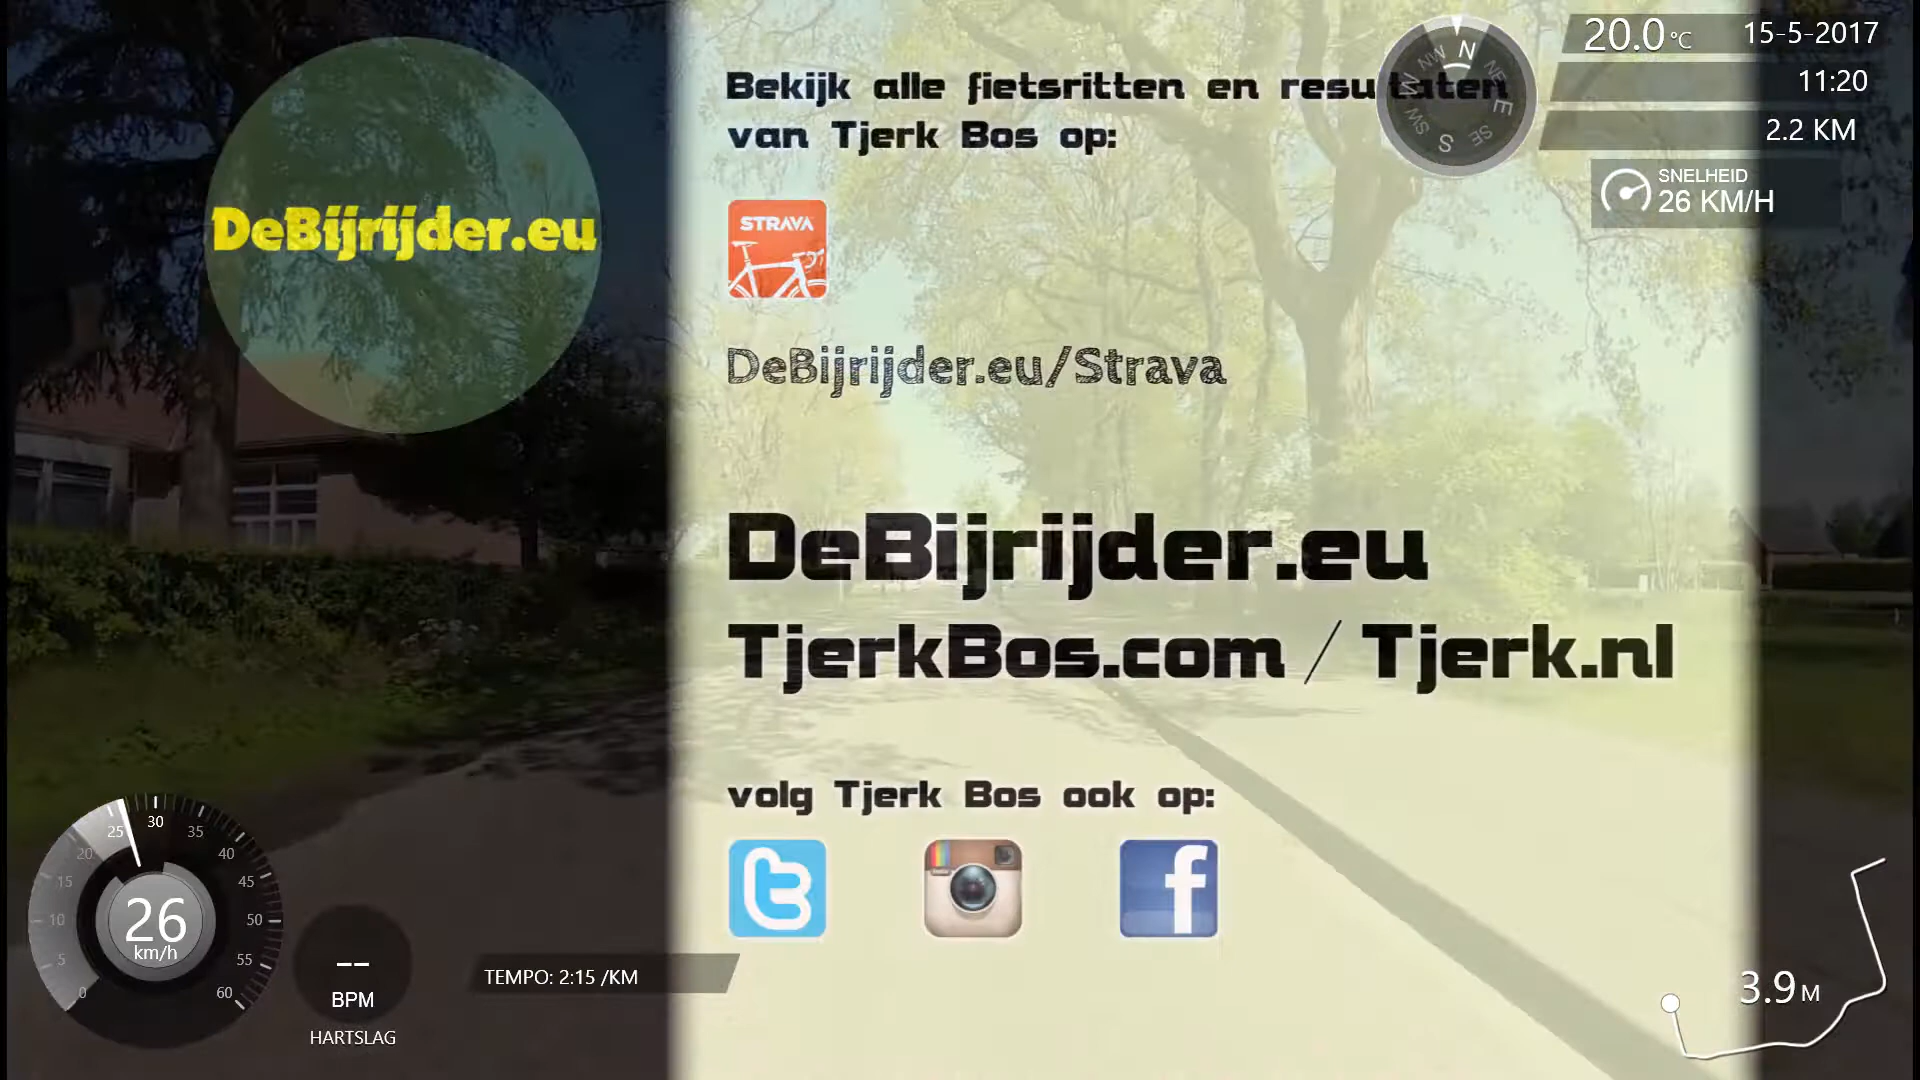 DeBijrijder.eu
Bekijk alle fietsritten en resultaten
van Tjerk Bos op:
STRAVA
DeBijrijder.eu/Strava
DeBijrijder.eu
TjerkBos.com / Tjerk.nl
volg Tjerk Bos ook op:
N
NE
E
SE
S
SW
W
NW
20.0 °C
15-5-2017
11:20
2.2 KM
SNELHEID
26 KM/H
0
5
10
15
20
25
30
35
40
45
50
55
60
26
km/h
--
BPM
HARTSLAG
TEMPO: 2:15 /KM
3.9 M